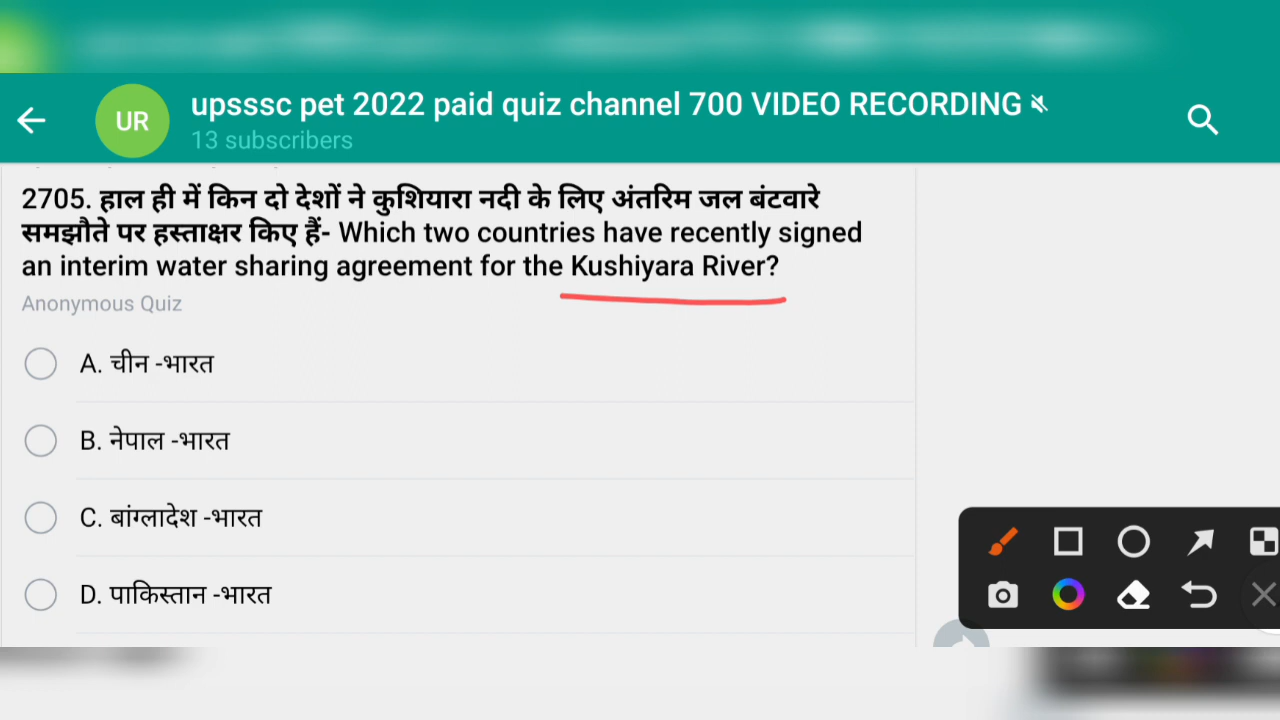 UR
upsssc pet 2022 paid quiz channel 700 VIDEO RECORDING
13 subscribers
2705. हाल ही में किन दो देशों ने कुशियारा नदी के लिए अंतरिम जल बंटवारे
समझौते पर हस्ताक्षर किए हैं- Which two countries have recently signed
an interim water sharing agreement for the Kushiyara River?
Anonymous Quiz
A. चीन -भारत
B. नेपाल -भारत
C. बांग्लादेश -भारत
D. पाकिस्तान -भारत